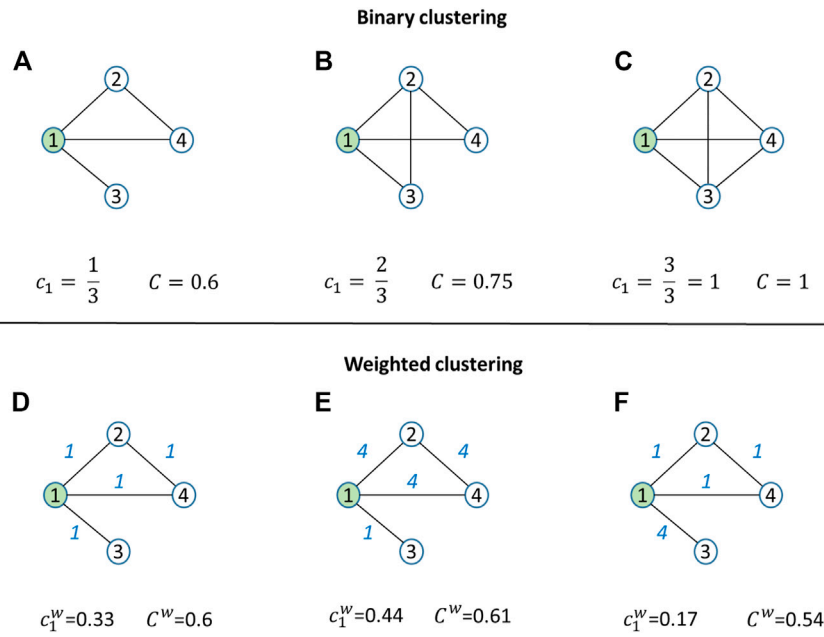 Binary clustering
A B C
2 2 2
1 4 1 4 1 4
3 3 3
c₁ = 1/3 C = 0.6 c₁ = 2/3 C = 0.75 c₁ = 3/3 = 1 C = 1
Weighted clustering
D E F
2 2 2
1 1 4 4 1 1
1 4 1
1 4 1 4 1 4
1 1 4
3 3 3
c₁ʷ=0.33 Cʷ=0.6 c₁ʷ=0.44 Cʷ=0.61 c₁ʷ=0.17 Cʷ=0.54